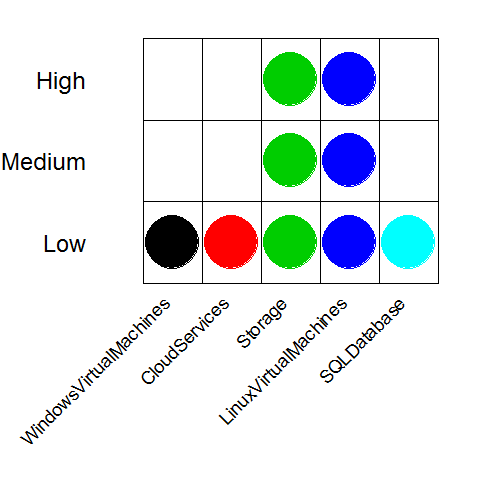 High
Medium
Low
WindowsVirtualMachines
CloudServices
Storage
LinuxVirtualMachines
SQLDatabase